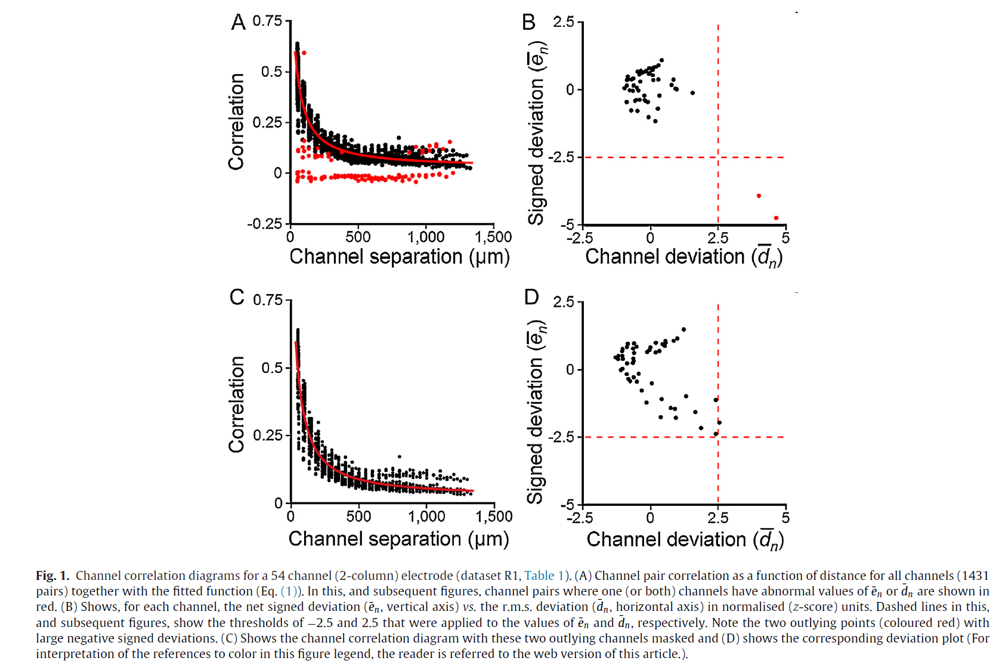 A
0.75
0.5
0.25
0
-0.25
Correlation
0
500
1,000
1,500
Channel separation (µm)
B
2.5
0
-2.5
-5
Signed deviation (e̅n)
-2.5
0
2.5
5
Channel deviation (d̅n)
C
0.75
0.5
0.25
0
Correlation
0
500
1,000
1,500
Channel separation (µm)
D
2.5
0
-2.5
-5
Signed deviation (e̅n)
-2.5
0
2.5
5
Channel deviation (d̅n)
Fig. 1. Channel correlation diagrams for a 54 channel (2-column) electrode (dataset R1, Table 1). (A) Channel pair correlation as a function of distance for all channels (1431
pairs) together with the fitted function (Eq. (1)). In this, and subsequent figures, channel pairs where one (or both) channels have abnormal values of e̅n or d̅n are shown in
red. (B) Shows, for each channel, the net signed deviation (e̅n, vertical axis) vs. the r.m.s. deviation (d̅n, horizontal axis) in normalised (z-score) units. Dashed lines in this,
and subsequent figures, show the thresholds of −2.5 and 2.5 that were applied to the values of e̅n and d̅n, respectively. Note the two outlying points (coloured red) with
large negative signed deviations. (C) Shows the channel correlation diagram with these two outlying channels masked and (D) shows the corresponding deviation plot (For
interpretation of the references to color in this figure legend, the reader is referred to the web version of this article.).